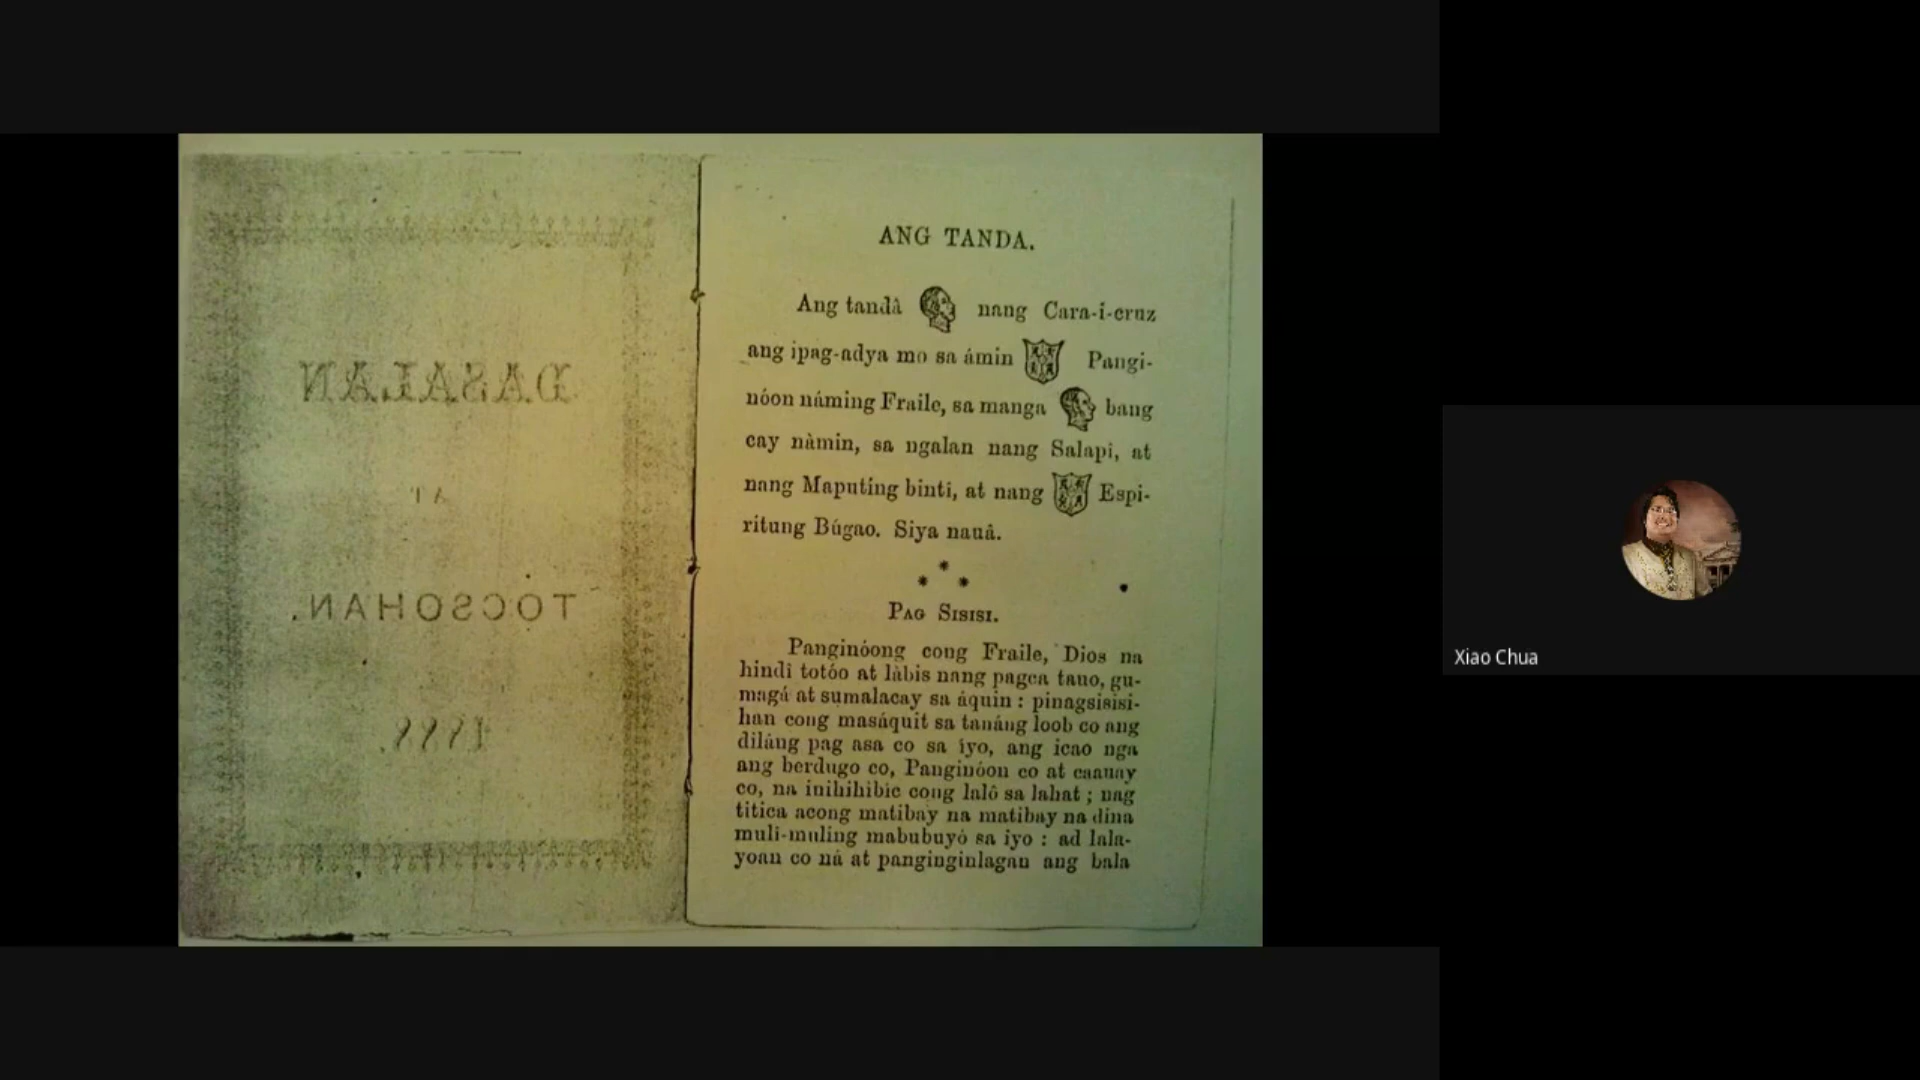 DASALAN
AT
TOCSOHAN.
1888.
ANG TANDA.
Ang tandâ nang Cara-i-cruz
ang ipag-adya mo sa ámin Pangi-
nóon náming Fraile, sa manga bang
cay nàmin, sa ngalan nang Salapi, at
nang Maputing binti, at nang Espi-
ritung Búgao. Siya nauâ.
* * *
PAG SISISI.
Panginóong cong Fraile, Dios na
hindî totóo at làbis nang pagca tauo, gu-
magá at sumalacay sa áquin : pinagsisisi-
han cong masáquit sa tanáng loob co ang
diláng pag asa co sa íyo, ang icao nga
ang berdugo co, Panginóon co at caauay
co, na inihihibic cong lalô sa lahat ; nag
titica acong matibay na matibay na dina
muli-muling mabubuyó sa iyo : ad lala-
yoan co ná at panginginlagan ang bala
Xiao Chua